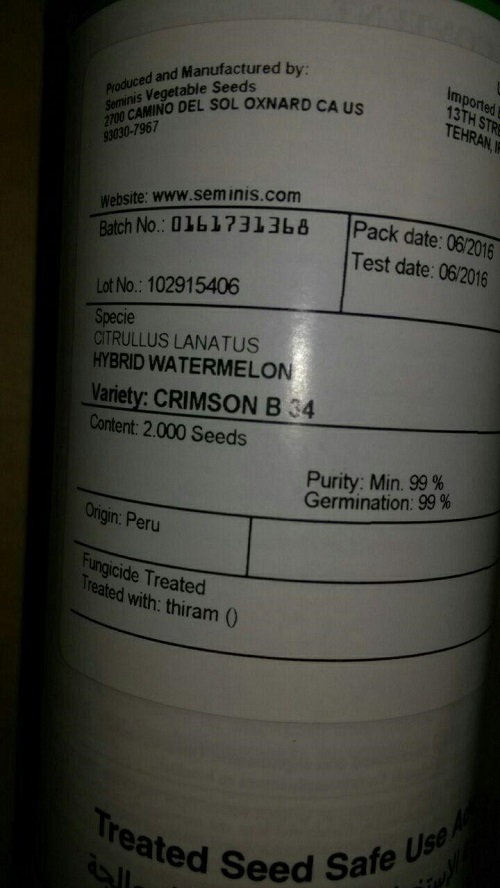 Produced and Manufactured by:
Seminis Vegetable Seeds
2700 CAMINO DEL SOL OXNARD CA US
93030-7967
Imported
13TH
TEHRAN,
Website: www.seminis.com
Batch No.: 0161731368
Pack date: 06/2016
Test date: 06/2016
Lot No.: 102915406
Specie
CITRULLUS LANATUS
HYBRID WATERMELON
Variety: CRIMSON B 34
Content: 2.000 Seeds
Purity: Min. 99 %
Germination: 99 %
Origin: Peru
Fungicide Treated
Treated with: thiram ()
Treated Seed Safe Use